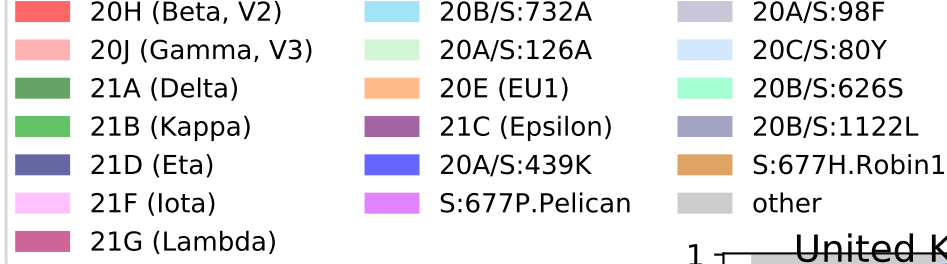 20H (Beta, V2) 20B/S:732A 20A/S:98F
20J (Gamma, V3) 20A/S:126A 20C/S:80Y
21A (Delta) 20E (EU1) 20B/S:626S
21B (Kappa) 21C (Epsilon) 20B/S:1122L
21D (Eta) 20A/S:439K S:677H.Robin1
21F (Iota) S:677P.Pelican other
21G (Lambda)
1 United K